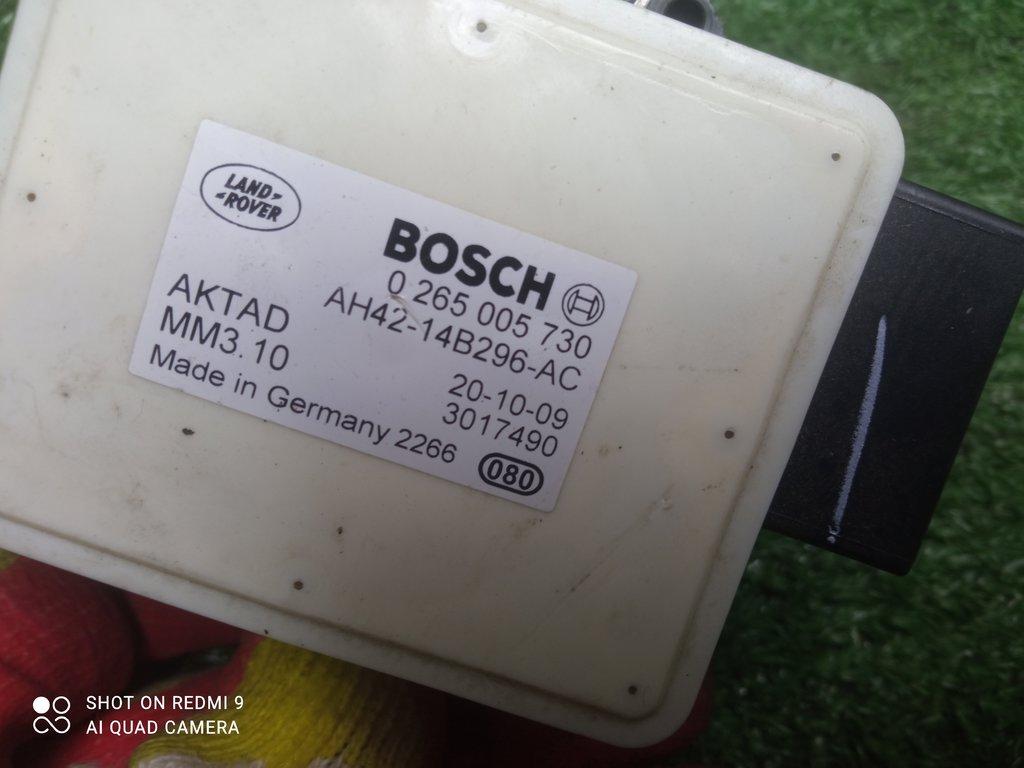 LAND-
-ROVER
BOSCH
0 265 005 730
AH42-14B296-AC
AKTAD
MM3.10
20-10-09
3017490
Made in Germany 2266
080
SHOT ON REDMI 9
AI QUAD CAMERA